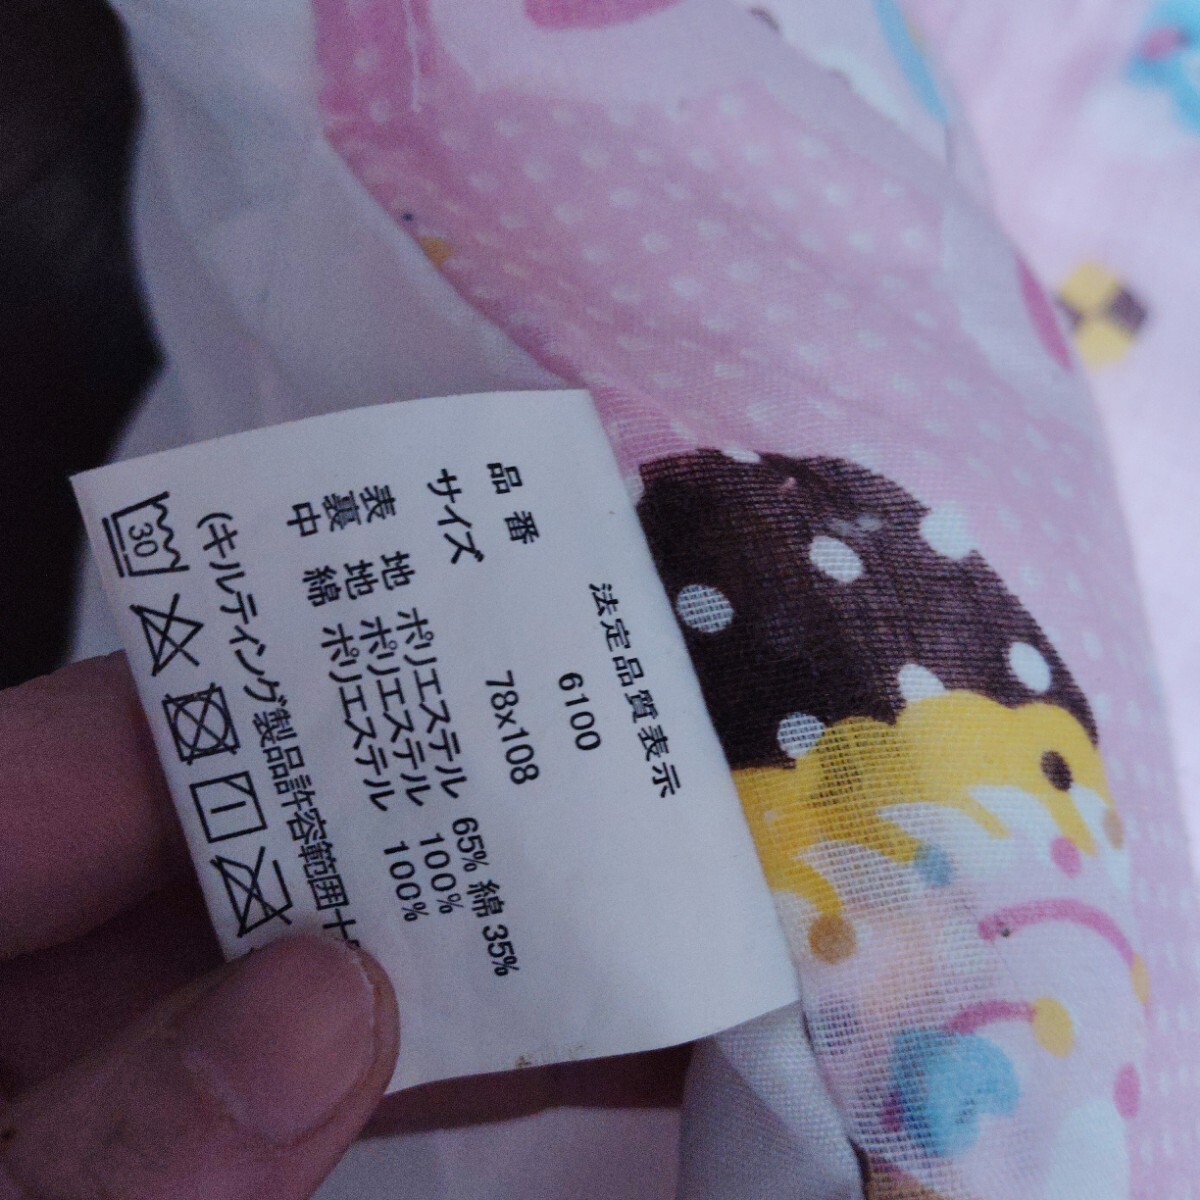 法定品質表示
品番 6100
サイズ 78x108
表地 ポリエステル 65% 綿 35%
裏地 ポリエステル 100%
中綿 ポリエステル 100%
(キルティング製品許容範囲
30